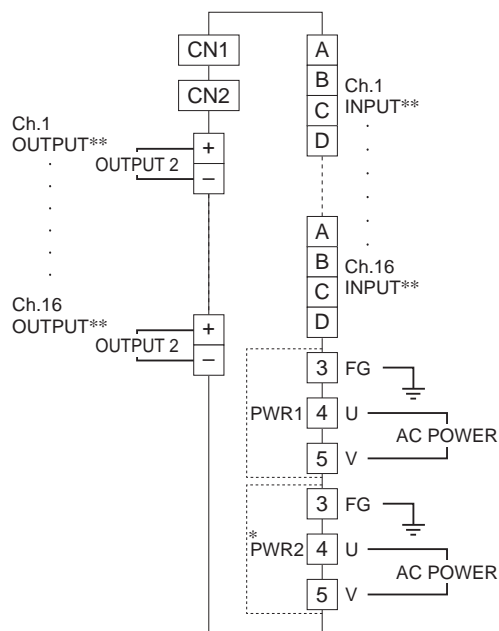 CN1
CN2
Ch.1
OUTPUT**
OUTPUT 2
+
−
Ch.16
OUTPUT**
OUTPUT 2
+
−
A
B
C
D
Ch.1
INPUT**
A
B
C
D
Ch.16
INPUT**
PWR1
3 FG
4 U
5 V
AC POWER
*
PWR2
3 FG
4 U
5 V
AC POWER